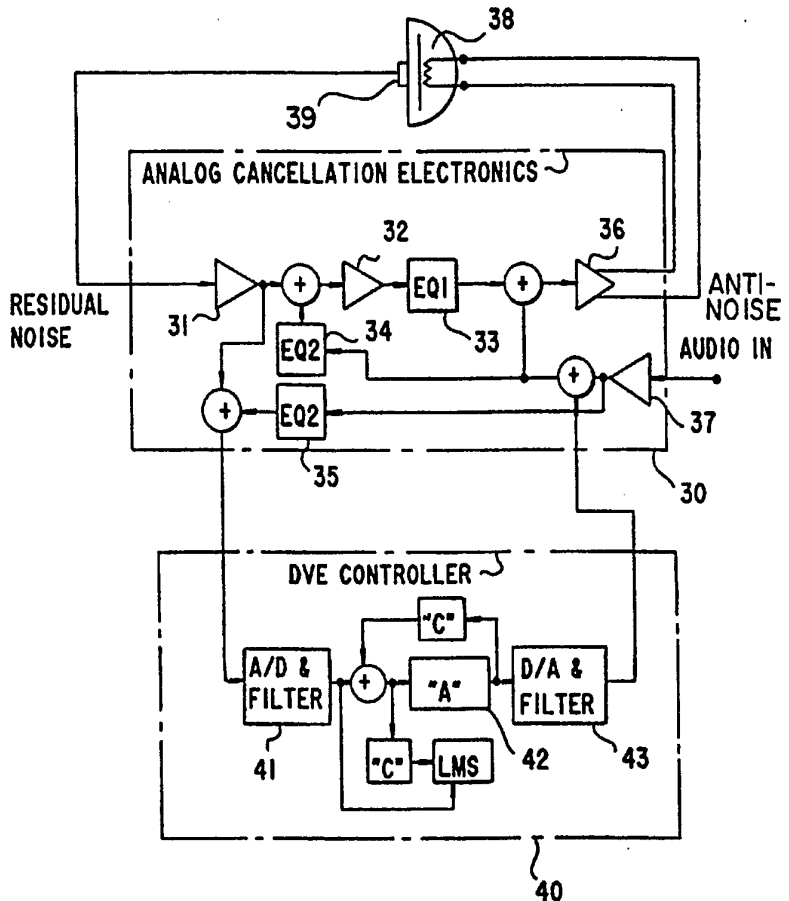 38
39
ANALOG CANCELLATION ELECTRONICS
32
36
RESIDUAL
NOISE
31
EQ1
33
ANTI-
NOISE
AUDIO IN
34
EQ2
EQ2
35
37
30
DVE CONTROLLER
"C"
A/D &
FILTER
41
"A"
42
D/A &
FILTER
43
"C"
LMS
40